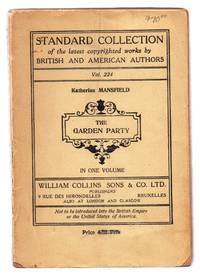 STANDARD COLLECTION
of the latest copyrighted works by
BRITISH AND AMERICAN AUTHORS
Vol. 224
Katherine MANSFIELD
THE
GARDEN PARTY
IN ONE VOLUME
WILLIAM COLLINS SONS & CO. LTD.
PUBLISHERS
9 RUE DES HIRONDELLES BRUXELLES
ALSO AT LONDON AND GLASGOW
Not to be introduced into the British Empire
or the United States of America.
Price